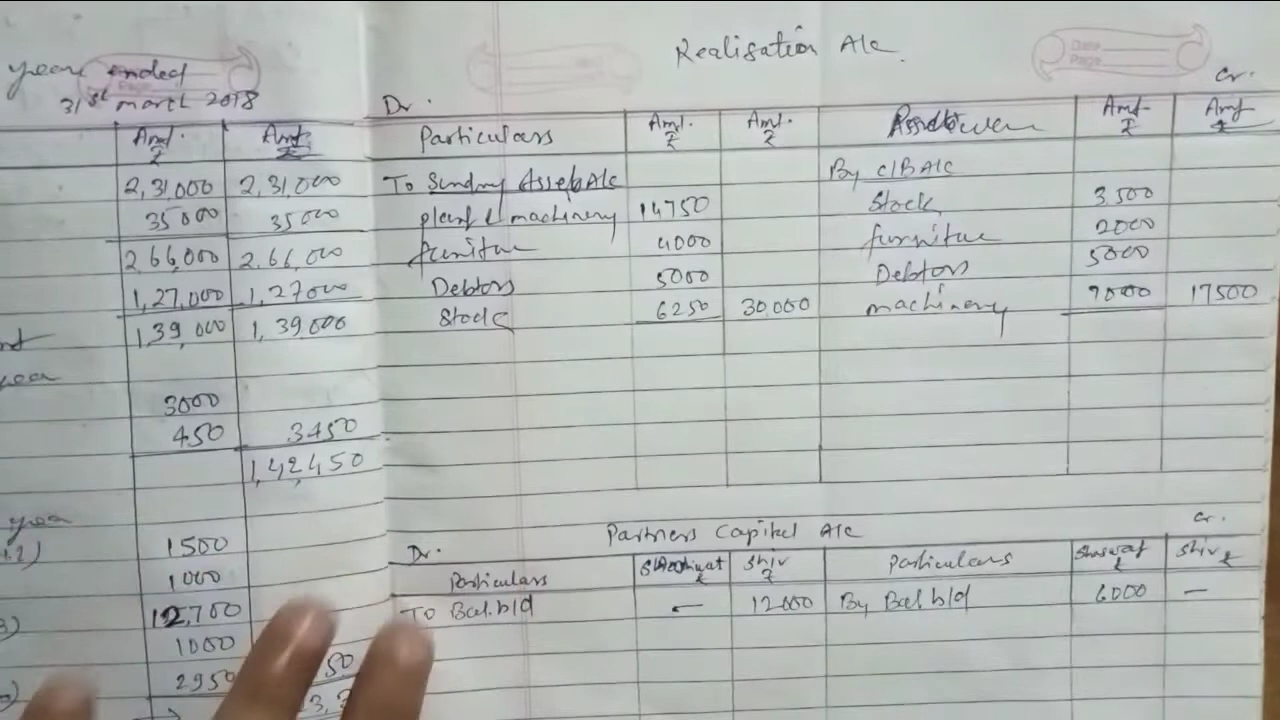 Realisation A/c.
year ended
31st march 2018
Amt. ₹ Amt. ₹
2,31,000 2,31,000
35000 35000
2,66,000 2,66,000
1,27,000 1,27,000
1,39,000 1,39,000
year
3000
450 3450
1,42,450
year
1500
1000
12,700
1000
2950 50
Dr. Cr.
Particulars Amt. ₹ Amt. ₹ Amt ₹ Amt ₹
To Sundry Assets A/c By C/B A/c
plant & machinery 14750 Stock 3500
furniture 4000 furniture 2000
Debtors 5000 Debtors 5000
Stock 6250 30,000 machinery 17500
Partners Capital A/c
Dr. Cr.
Particulars Shiv ₹ Particulars Shaswat ₹ Shiv ₹
To Bal. b/d — 12000 By Bal. b/d 6000 —